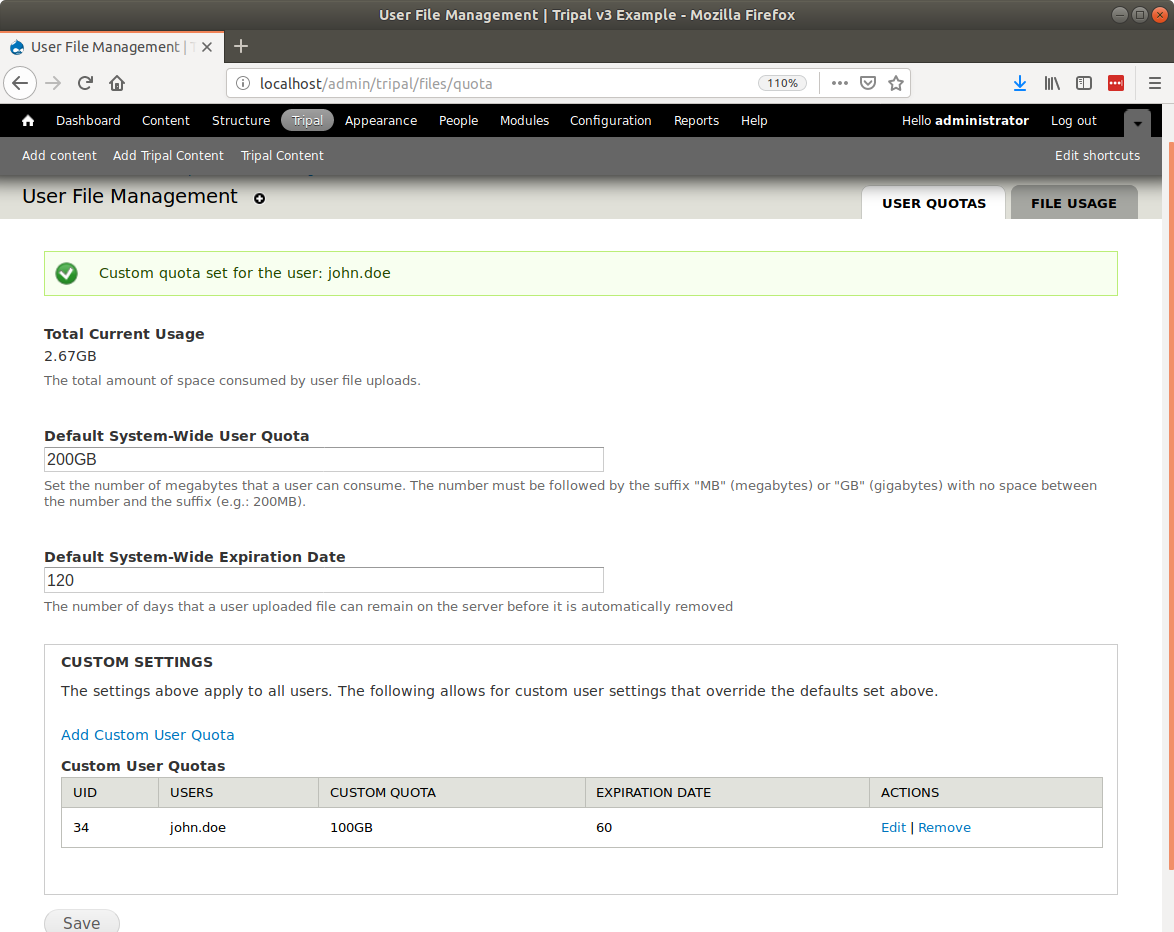 User File Management | Tripal v3 Example - Mozilla Firefox
User File Management |
localhost/admin/tripal/files/quota 110%
Dashboard Content Structure Tripal Appearance People Modules Configuration Reports Help Hello administrator Log out
Add content Add Tripal Content Tripal Content Edit shortcuts
User File Management USER QUOTAS FILE USAGE
Custom quota set for the user: john.doe
Total Current Usage
2.67GB
The total amount of space consumed by user file uploads.
Default System-Wide User Quota
200GB
Set the number of megabytes that a user can consume. The number must be followed by the suffix "MB" (megabytes) or "GB" (gigabytes) with no space between
the number and the suffix (e.g.: 200MB).
Default System-Wide Expiration Date
120
The number of days that a user uploaded file can remain on the server before it is automatically removed
CUSTOM SETTINGS
The settings above apply to all users. The following allows for custom user settings that override the defaults set above.
Add Custom User Quota
Custom User Quotas
UID USERS CUSTOM QUOTA EXPIRATION DATE ACTIONS
34 john.doe 100GB 60 Edit | Remove
Save